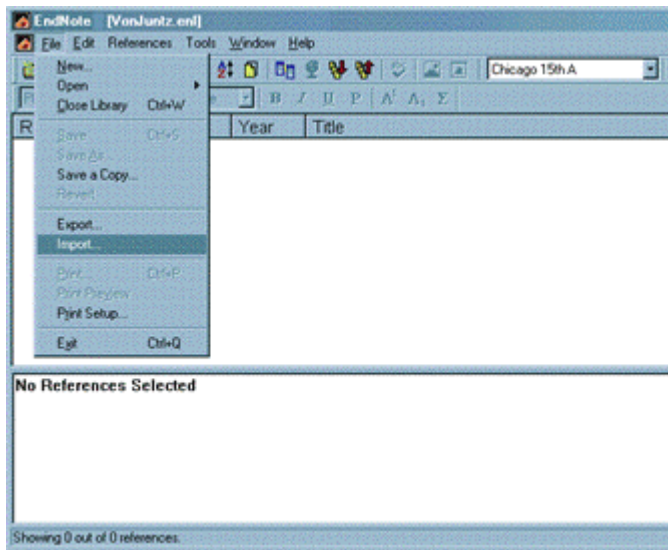 EndNote [VonJuntz.enl]
File Edit References Tools Window Help
Chicago 15th A
New...
Open
Close Library Ctrl+W
Save Ctrl+S
Save As...
Save a Copy...
Revert
Export...
Import...
Print... Ctrl+P
Print Preview
Print Setup...
Exit Ctrl+Q
B I U P A¹ A₁ Σ
R Year Title
No References Selected
Showing 0 out of 0 references.